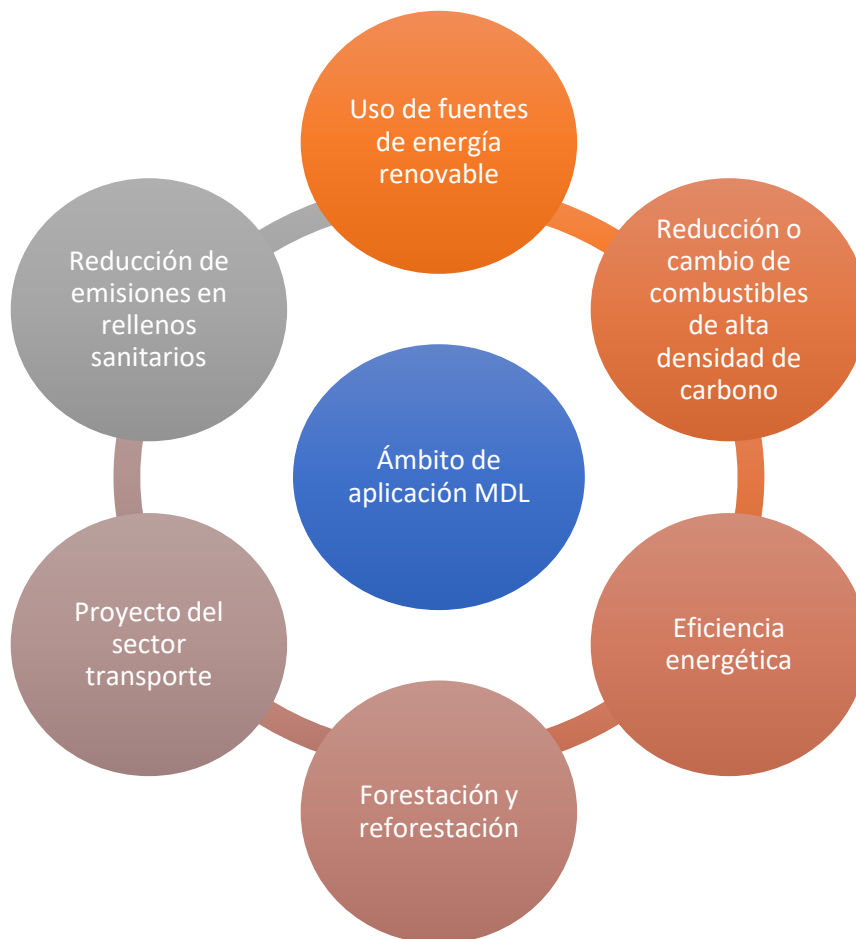 Uso de fuentes
de energía
renovable
Reducción o
cambio de
combustibles
de alta
densidad de
carbono
Eficiencia
energética
Forestación y
reforestación
Proyecto del
sector
transporte
Reducción de
emisiones en
rellenos
sanitarios
Ámbito de
aplicación MDL